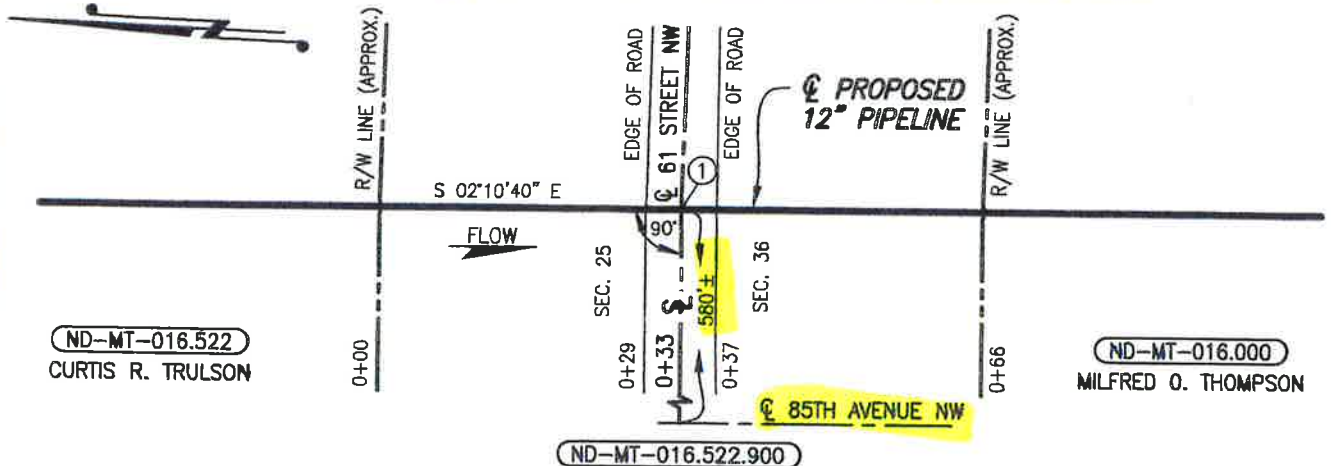 R/W LINE (APPROX.)
EDGE OF ROAD
℄ 61 STREET NW
EDGE OF ROAD
℄ PROPOSED
12" PIPELINE
R/W LINE (APPROX.)
S 02°10'40" E
1
FLOW
90°
SEC. 25
580'±
SEC. 36
ND-MT-016.522
CURTIS R. TRULSON
0+00
0+29
0+33
0+37
0+66
ND-MT-016.000
MILFRED O. THOMPSON
℄ 85TH AVENUE NW
ND-MT-016.522.900